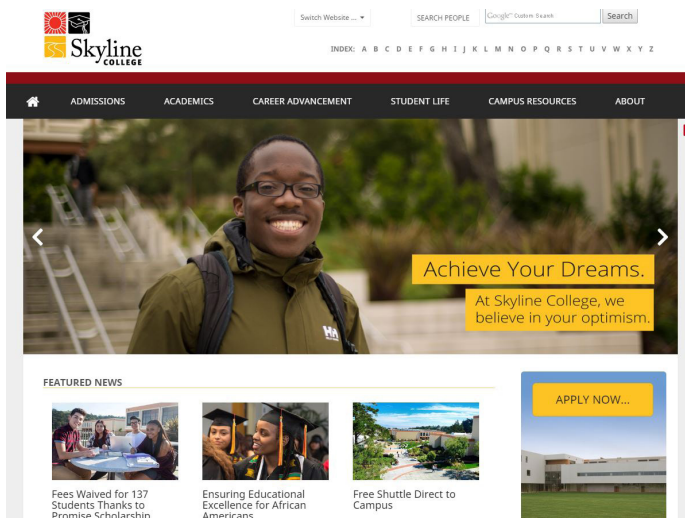 Skyline
COLLEGE
Switch Website ...
SEARCH PEOPLE
Google™ Custom Search
Search
INDEX: A B C D E F G H I J K L M N O P Q R S T U V W X Y Z
ADMISSIONS
ACADEMICS
CAREER ADVANCEMENT
STUDENT LIFE
CAMPUS RESOURCES
ABOUT
HH
Achieve Your Dreams.
At Skyline College, we
believe in your optimism.
FEATURED NEWS
APPLY NOW...
Fees Waived for 137
Students Thanks to
Promise Scholarship
Ensuring Educational
Excellence for African
Americans
Free Shuttle Direct to
Campus